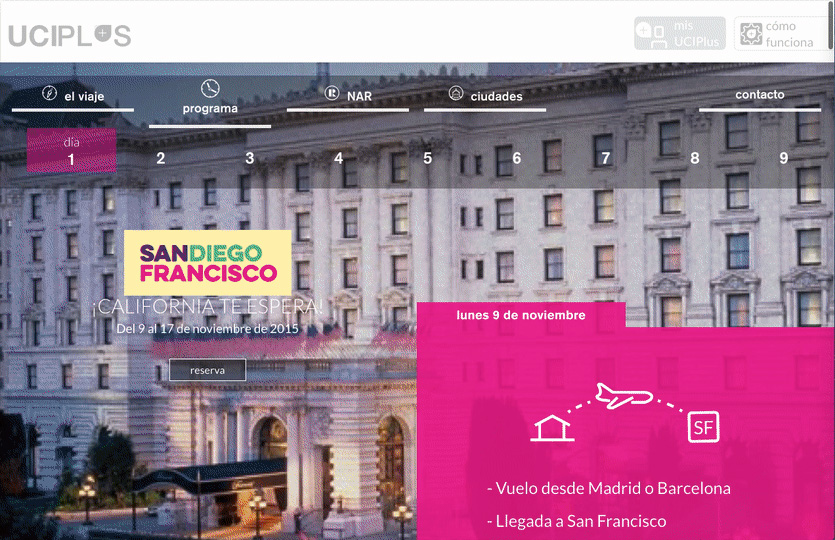 UCIPLUS
mis
UCIPlus
cómo
funciona
el viaje
programa
NAR
ciudades
contacto
día
1
2
3
4
5
6
7
8
9
SANDIEGO
FRANCISCO
¡CALIFORNIA TE ESPERA!
Del 9 al 17 de noviembre de 2015
reserva
lunes 9 de noviembre
SF
- Vuelo desde Madrid o Barcelona
- Llegada a San Francisco